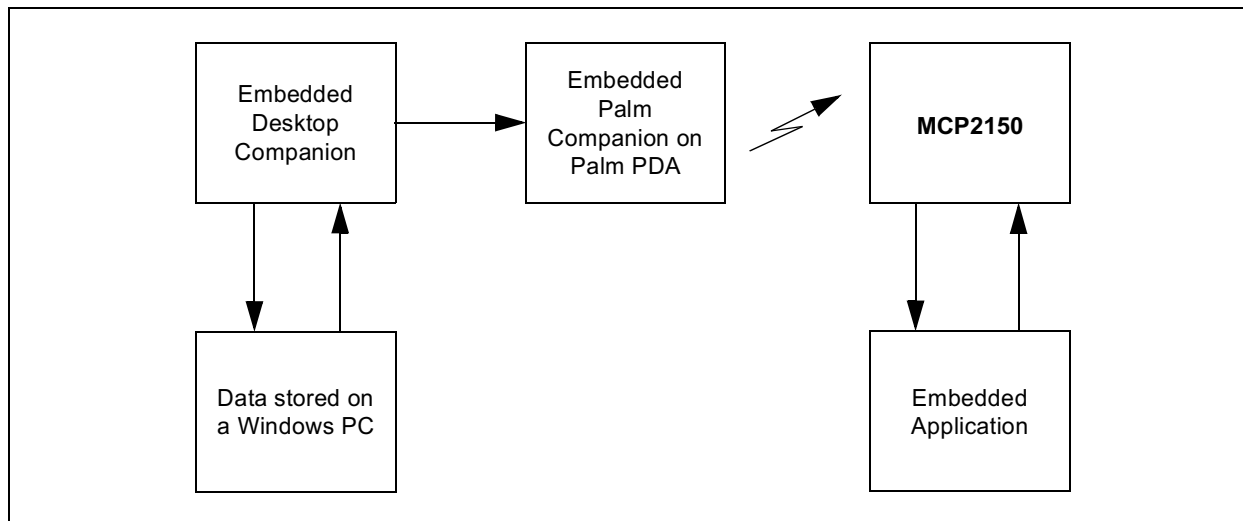 Embedded
Desktop
Companion
Embedded
Palm
Companion on
Palm PDA
MCP2150
Data stored on
a Windows PC
Embedded
Application